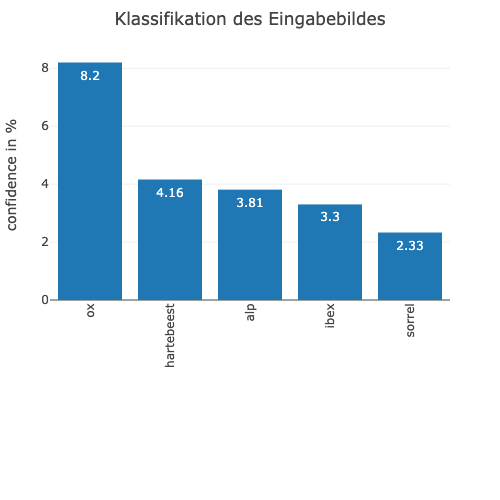 Klassifikation des Eingabebildes
confidence in %
8
6
4
2
0
8.2
4.16
3.81
3.3
2.33
ox
hartebeest
alp
ibex
sorrel